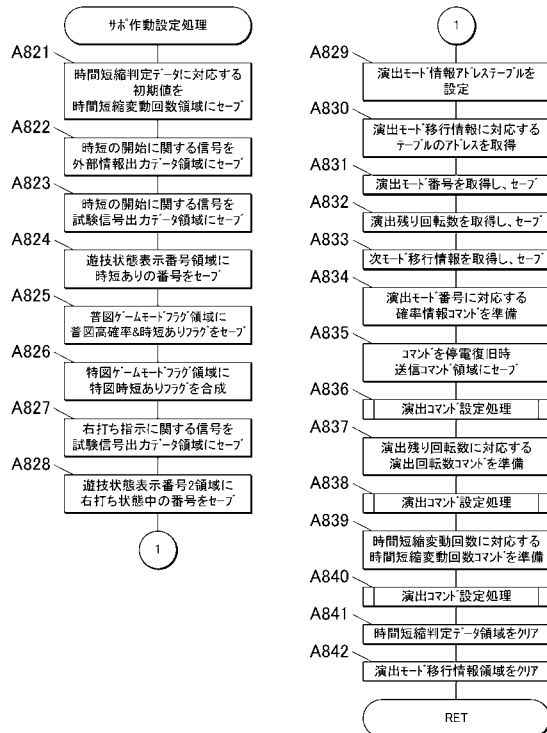 サポ作動設定処理
A821
時間短縮判定データに対応する
初期値を
時間短縮変動回数領域にセーブ
A822
時短の開始に関する信号を
外部情報出力データ領域にセーブ
A823
時短の開始に関する信号を
試験信号出力データ領域にセーブ
A824
遊技状態表示番号領域に
時短ありの番号をセーブ
A825
普図ゲームモードフラグ領域に
普図高確率&時短ありフラグをセーブ
A826
特図ゲームモードフラグ領域に
特図時短ありフラグを合成
A827
右打ち指示に関する信号を
試験信号出力データ領域にセーブ
A828
遊技状態表示番号2領域に
右打ち状態中の番号をセーブ
1
1
A829
演出モード情報アドレステーブルを
設定
A830
演出モード移行情報に対応する
テーブルのアドレスを取得
A831
演出モード番号を取得し、セーブ
A832
演出残り回転数を取得し、セーブ
A833
次モード移行情報を取得し、セーブ
A834
演出モード番号に対応する
確率情報コマンドを準備
A835
コマンドを停電復旧時
送信コマンド領域にセーブ
A836
演出コマンド設定処理
A837
演出残り回転数に対応する
演出回転数コマンドを準備
A838
演出コマンド設定処理
A839
時間短縮変動回数に対応する
時間短縮変動回数コマンドを準備
A840
演出コマンド設定処理
A841
時間短縮判定データ領域をクリア
A842
演出モード移行情報領域をクリア
RET